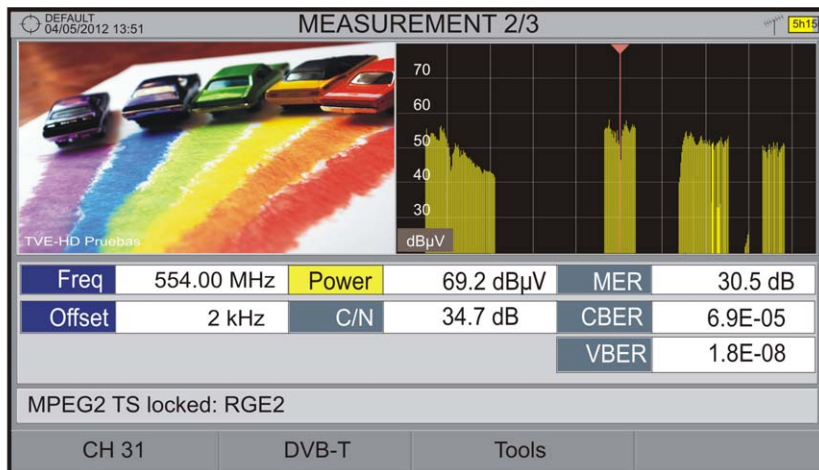 DEFAULT
04/05/2012 13:51
MEASUREMENT 2/3
5h15
TVE-HD Pruebas
70
60
50
40
30
dBµV
Freq 554.00 MHz Power 69.2 dBµV MER 30.5 dB
Offset 2 kHz C/N 34.7 dB CBER 6.9E-05
VBER 1.8E-08
MPEG2 TS locked: RGE2
CH 31 DVB-T Tools